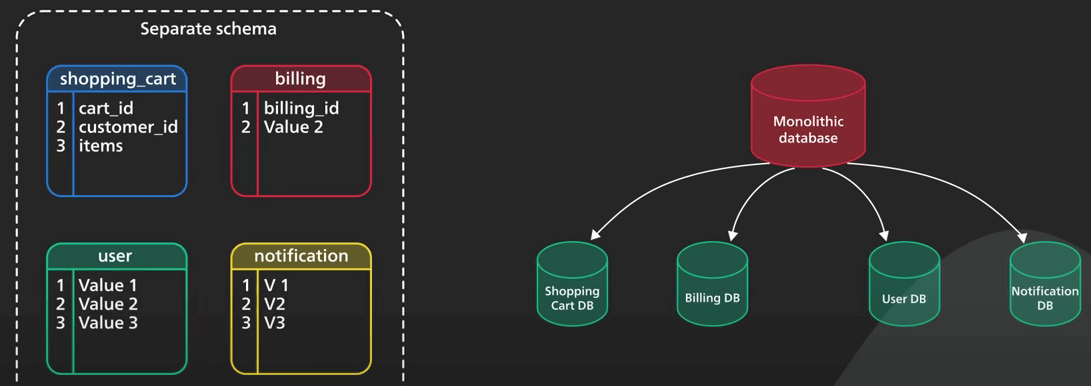 Separate schema
shopping_cart
1 cart_id
2 customer_id
3 items
billing
1 billing_id
2 Value 2
user
1 Value 1
2 Value 2
3 Value 3
notification
1 V 1
2 V2
3 V3
Monolithic
database
Shopping
Cart DB
Billing DB
User DB
Notification
DB